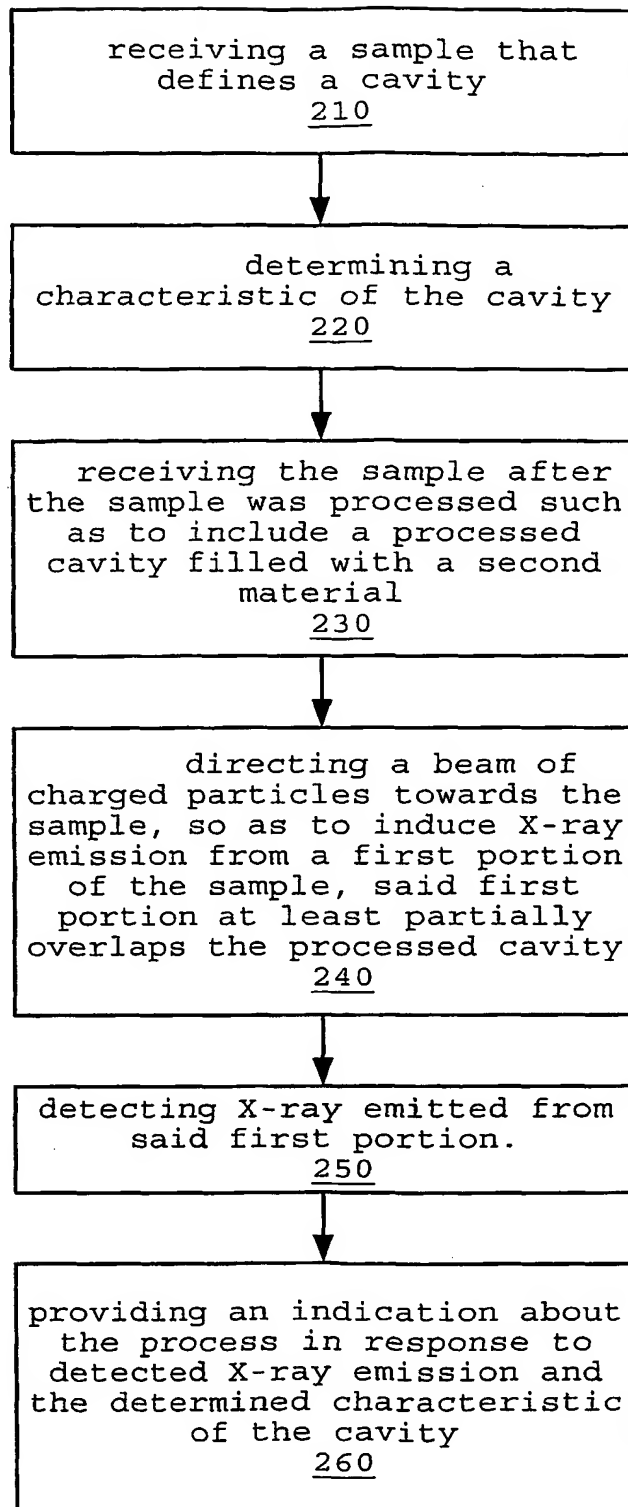 receiving a sample that
defines a cavity
210
determining a
characteristic of the cavity
220
receiving the sample after
the sample was processed such
as to include a processed
cavity filled with a second
material
230
directing a beam of
charged particles towards the
sample, so as to induce X-ray
emission from a first portion
of the sample, said first
portion at least partially
overlaps the processed cavity
240
detecting X-ray emitted from
said first portion.
250
providing an indication about
the process in response to
detected X-ray emission and
the determined characteristic
of the cavity
260